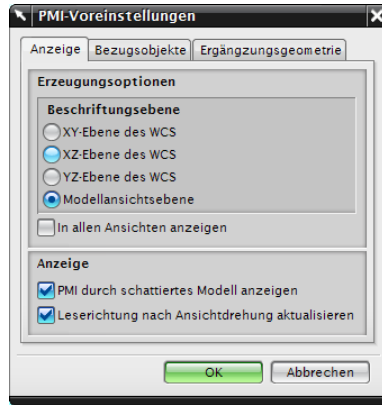 PMI-Voreinstellungen
Anzeige Bezugsobjekte Ergängzungsgeometrie
Erzeugungsoptionen
Beschriftungsebene
XY-Ebene des WCS
XZ-Ebene des WCS
YZ-Ebene des WCS
Modellansichtsebene
In allen Ansichten anzeigen
Anzeige
PMI durch schattiertes Modell anzeigen
Leserichtung nach Ansichtdrehung aktualisieren
OK Abbrechen